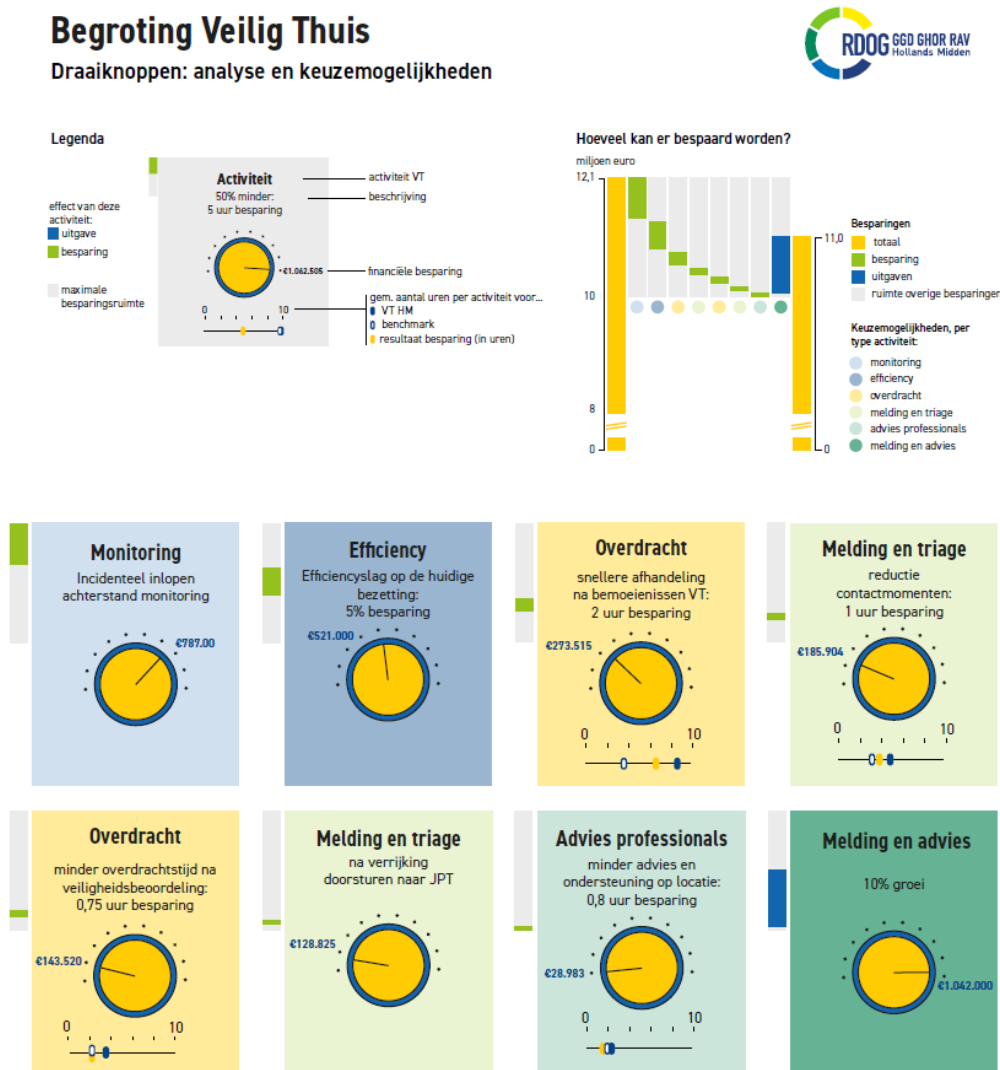 Begroting Veilig Thuis
Draaiknoppen: analyse en keuzemogelijkheden
RDOG GGD GHOR RAV
Hollands Midden
Legenda
effect van deze
activiteit:
uitgave
besparing
maximale
besparingsruimte
Activiteit
50% minder:
5 uur besparing
€1.062.505
0 10
activiteit VT
beschrijving
financiële besparing
gem. aantal uren per activiteit voor...
VT HM
benchmark
resultaat besparing (in uren)
Hoeveel kan er bespaard worden?
miljoen euro
12,1
10
8
0
11,0
0
Besparingen
totaal
besparing
uitgaven
ruimte overige besparingen
Keuzemogelijkheden, per
type activiteit:
monitoring
efficiency
overdracht
melding en triage
advies professionals
melding en advies
Monitoring
Incidenteel inlopen
achterstand monitoring
€787.00
Efficiency
Efficiencyslag op de huidige
bezetting:
5% besparing
€521.000
Overdracht
snellere afhandeling
na bemoeienissen VT:
2 uur besparing
€273.515
0 10
Melding en triage
reductie
contactmomenten:
1 uur besparing
€185.904
0 10
Overdracht
minder overdrachtstijd na
veiligheidsbeoordeling:
0,75 uur besparing
€143.520
0 10
Melding en triage
na verrijking
doorsturen naar JPT
€128.825
Advies professionals
minder advies en
ondersteuning op locatie:
0,8 uur besparing
€28.983
0 10
Melding en advies
10% groei
€1.042.000